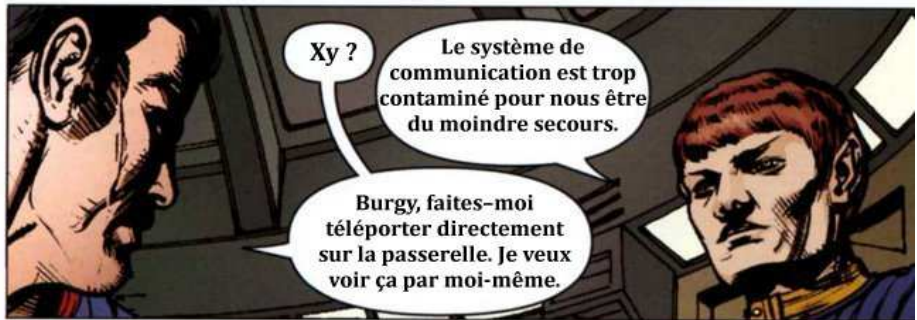 Xy ?
Le système de
communication est trop
contaminé pour nous être
du moindre secours.
Burgy, faites-moi
téléporter directement
sur la passerelle. Je veux
voir ça par moi-même.